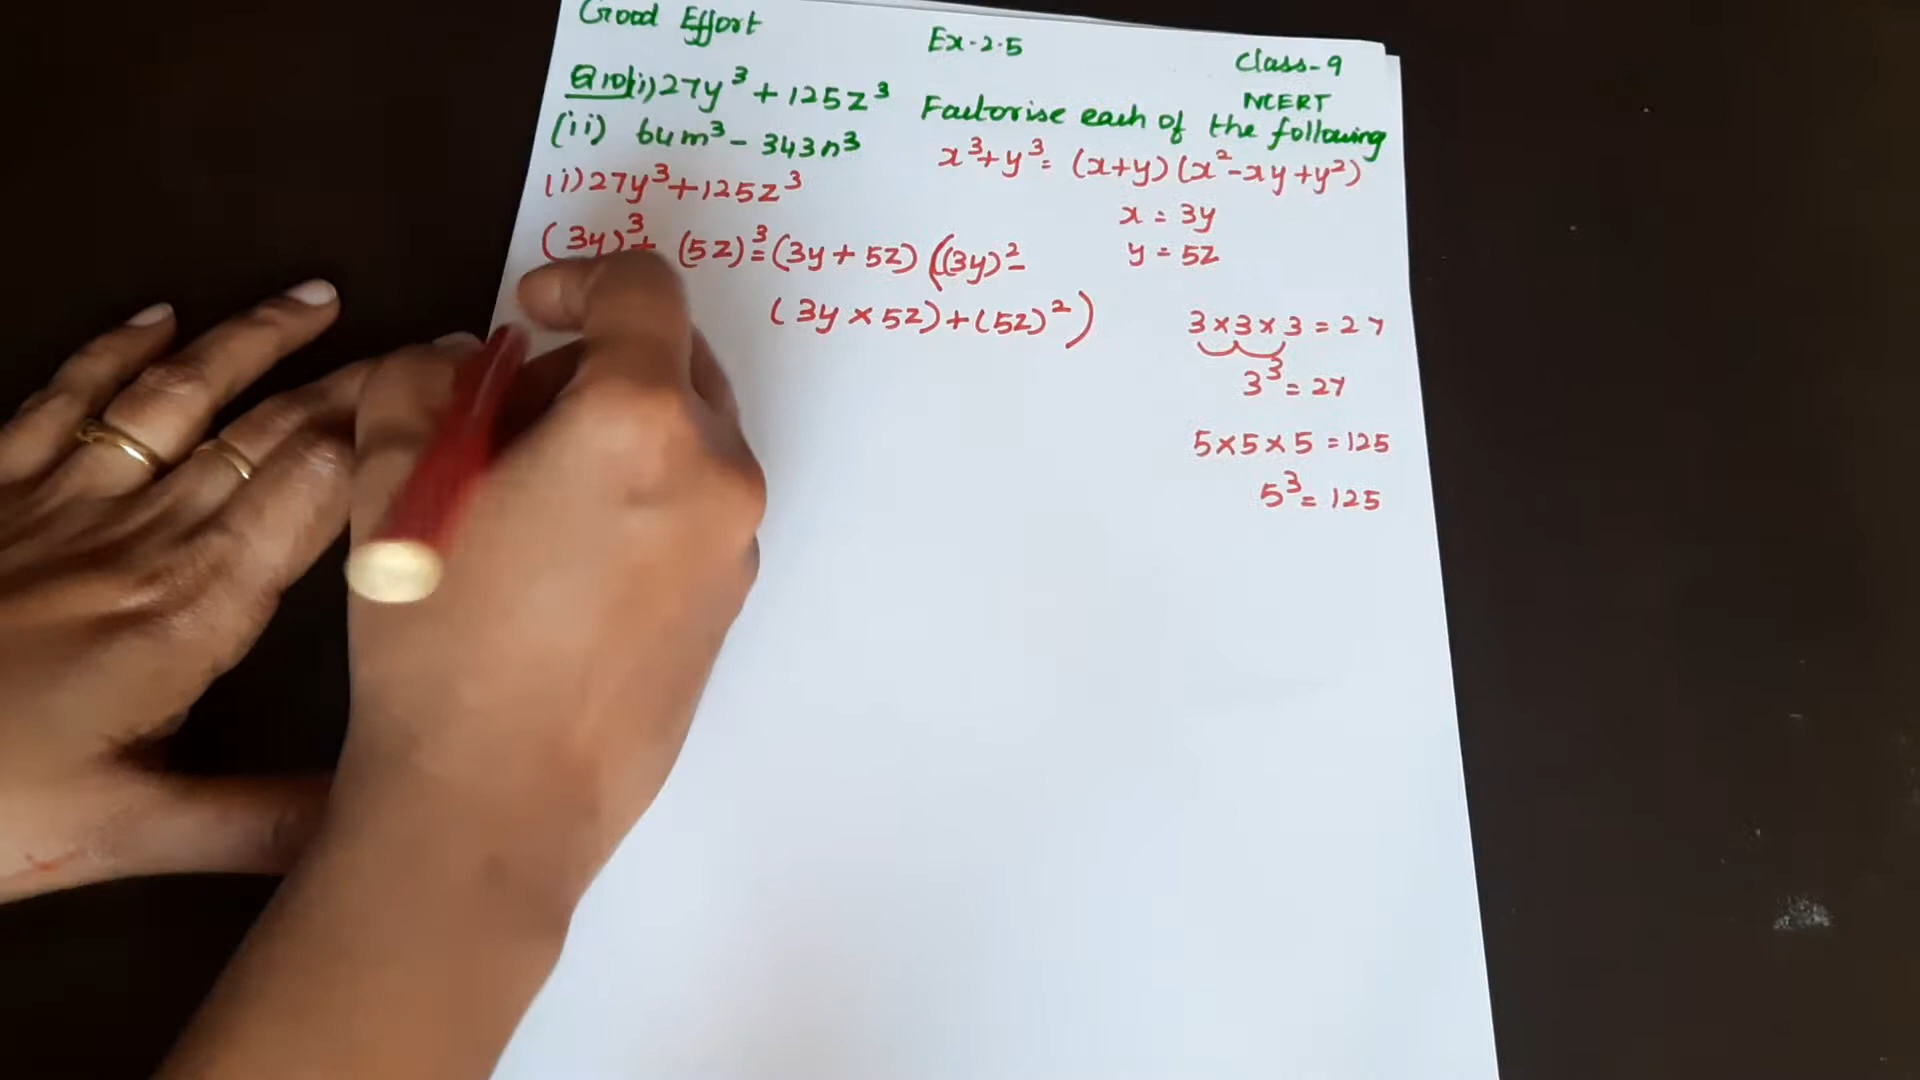 Good Effort
Ex-2.5
Class-9
NCERT
Q10(i) 27y³ + 125z³
Factorise each of the following
(ii) 64m³ - 343n³
x³+y³ = (x+y)(x²-xy+y²)
(i) 27y³+125z³
x = 3y
(3y)³ + (5z)³ = (3y + 5z) ((3y)² -
y = 5z
(3y × 5z)+(5z)²)
3×3×3 = 27
3³ = 27
5×5×5 = 125
5³ = 125